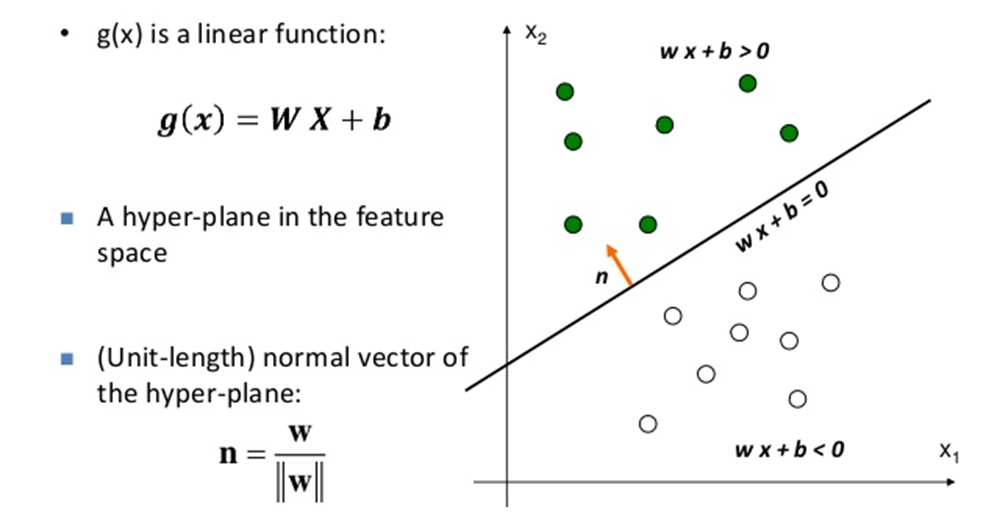 • g(x) is a linear function:
g(x) = W X + b
■ A hyper-plane in the feature
space
■ (Unit-length) normal vector of
the hyper-plane:
n = w / ‖w‖
x₂
w x + b > 0
w x + b = 0
n
w x + b < 0
x₁